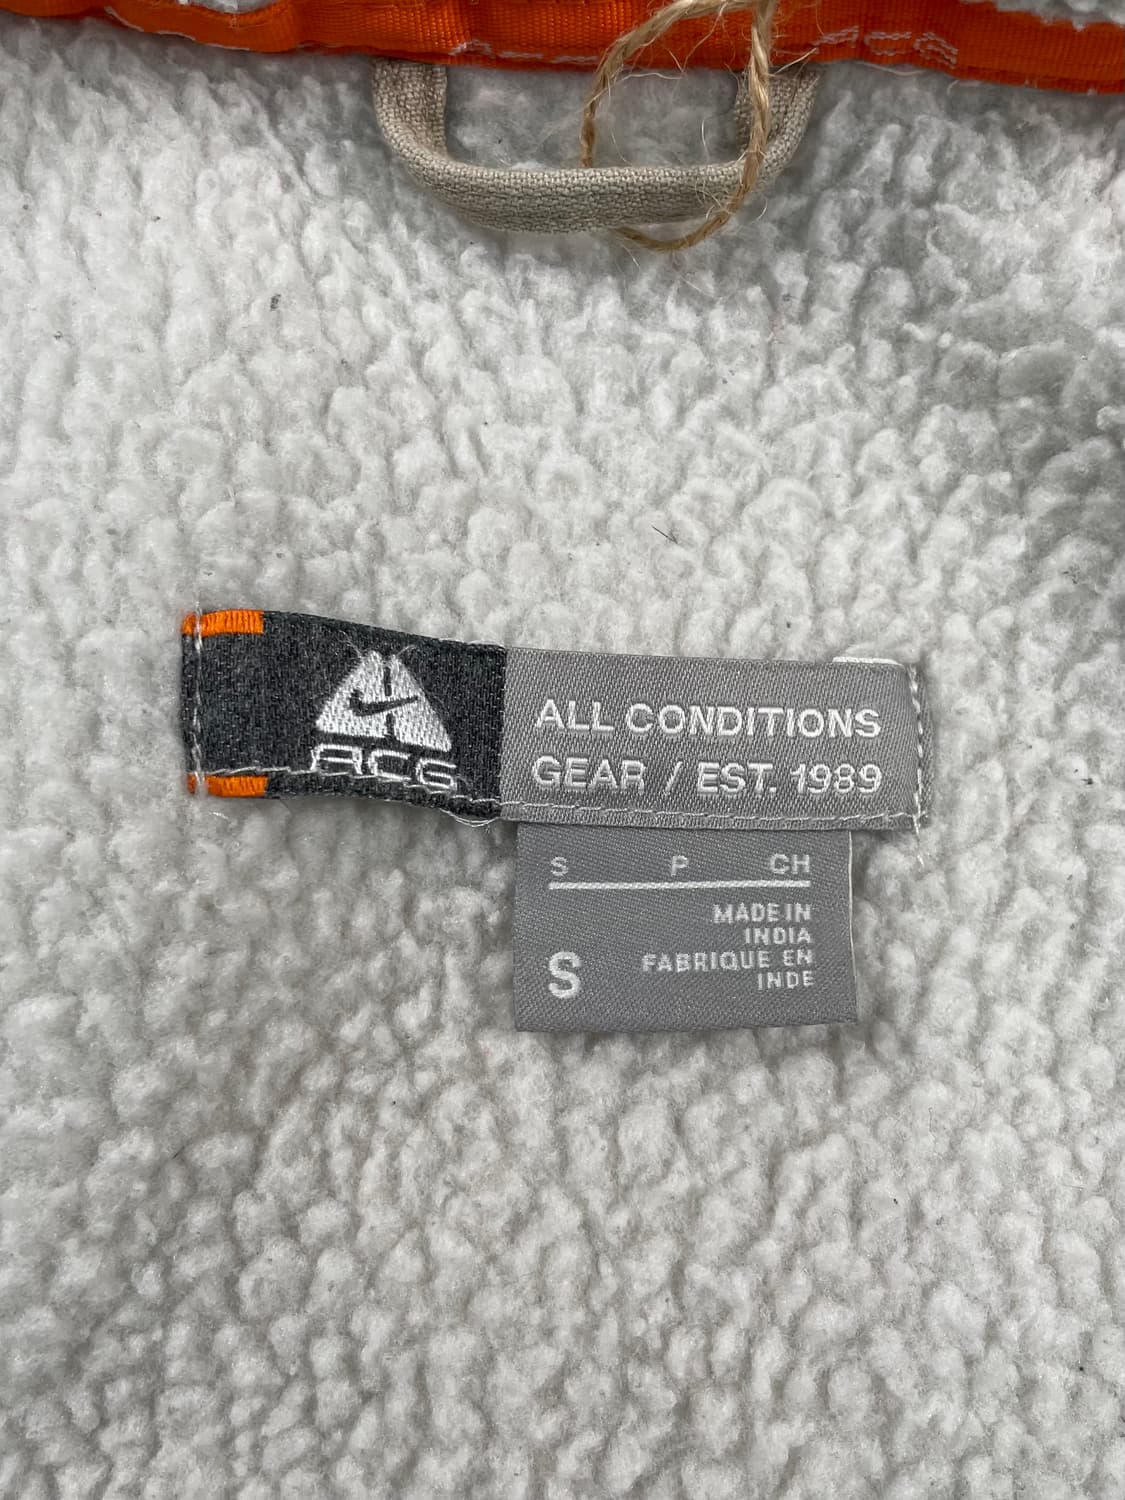 ACG
ALL CONDITIONS
GEAR / EST. 1989
S P CH
MADE IN
INDIA
S
FABRIQUE EN
INDE